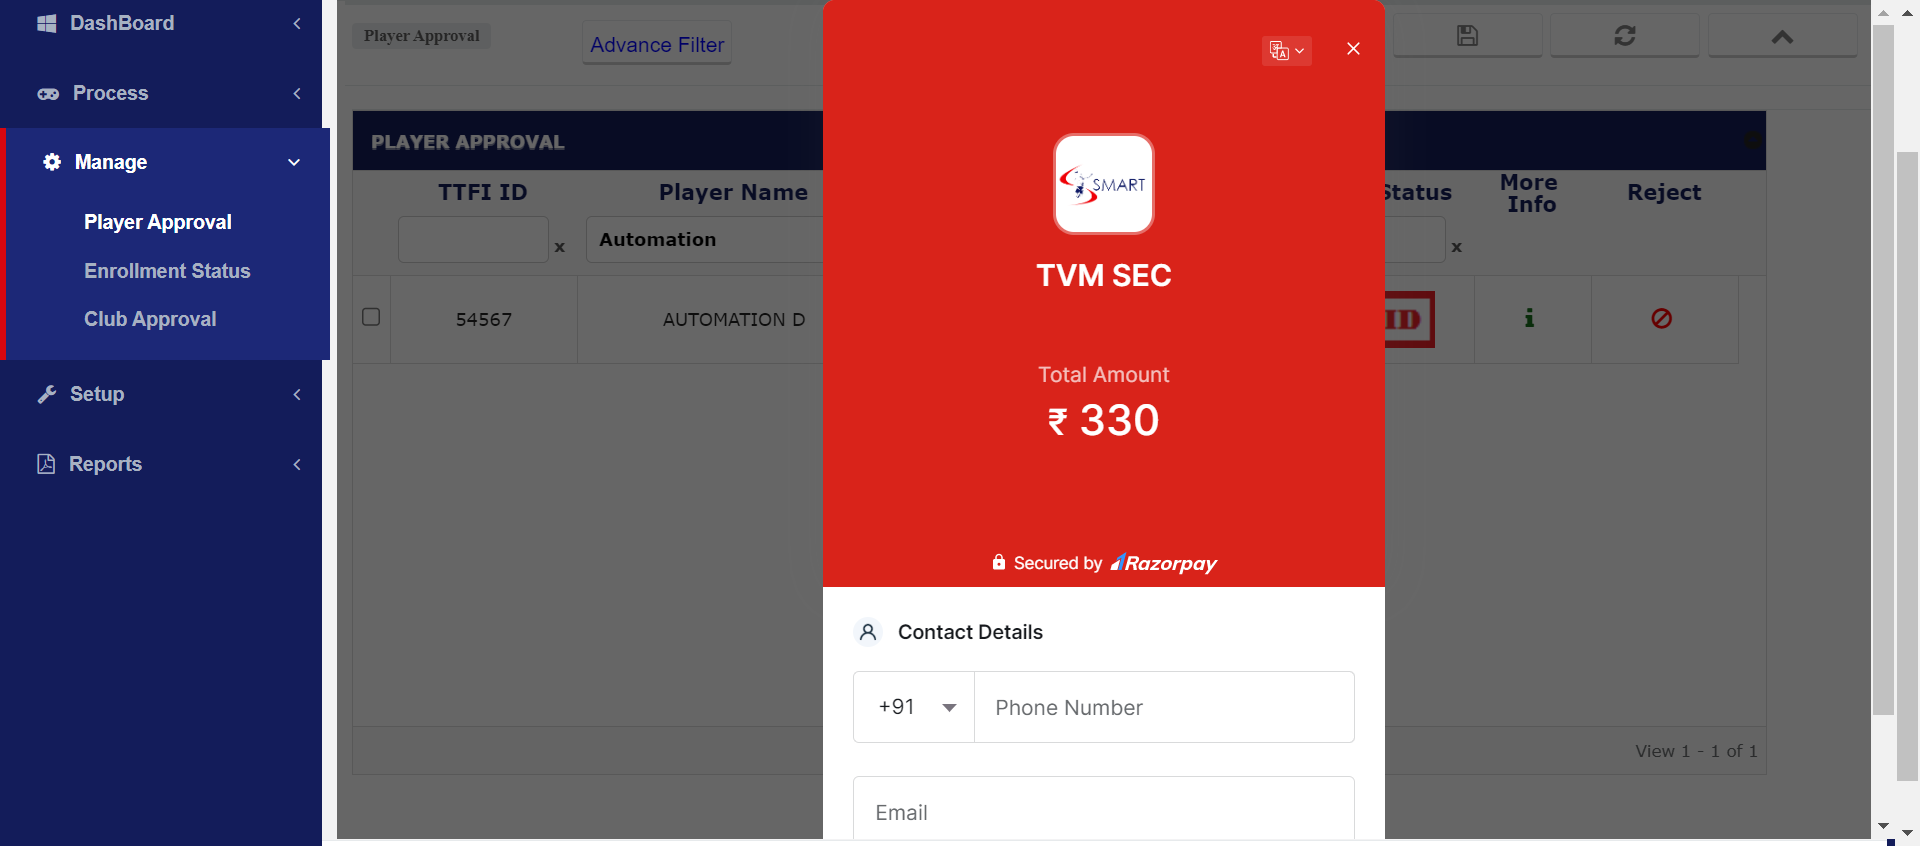 DashBoard
Process
Manage
Player Approval
Enrollment Status
Club Approval
Setup
Reports
Player Approval
Advance Filter
PLAYER APPROVAL
TTFI ID
Player Name
Status
More Info
Reject
x
Automation
x
54567
AUTOMATION D
ID
View 1 - 1 of 1
SMART
TVM SEC
Total Amount
₹ 330
Secured by Razorpay
Contact Details
+91
Phone Number
Email